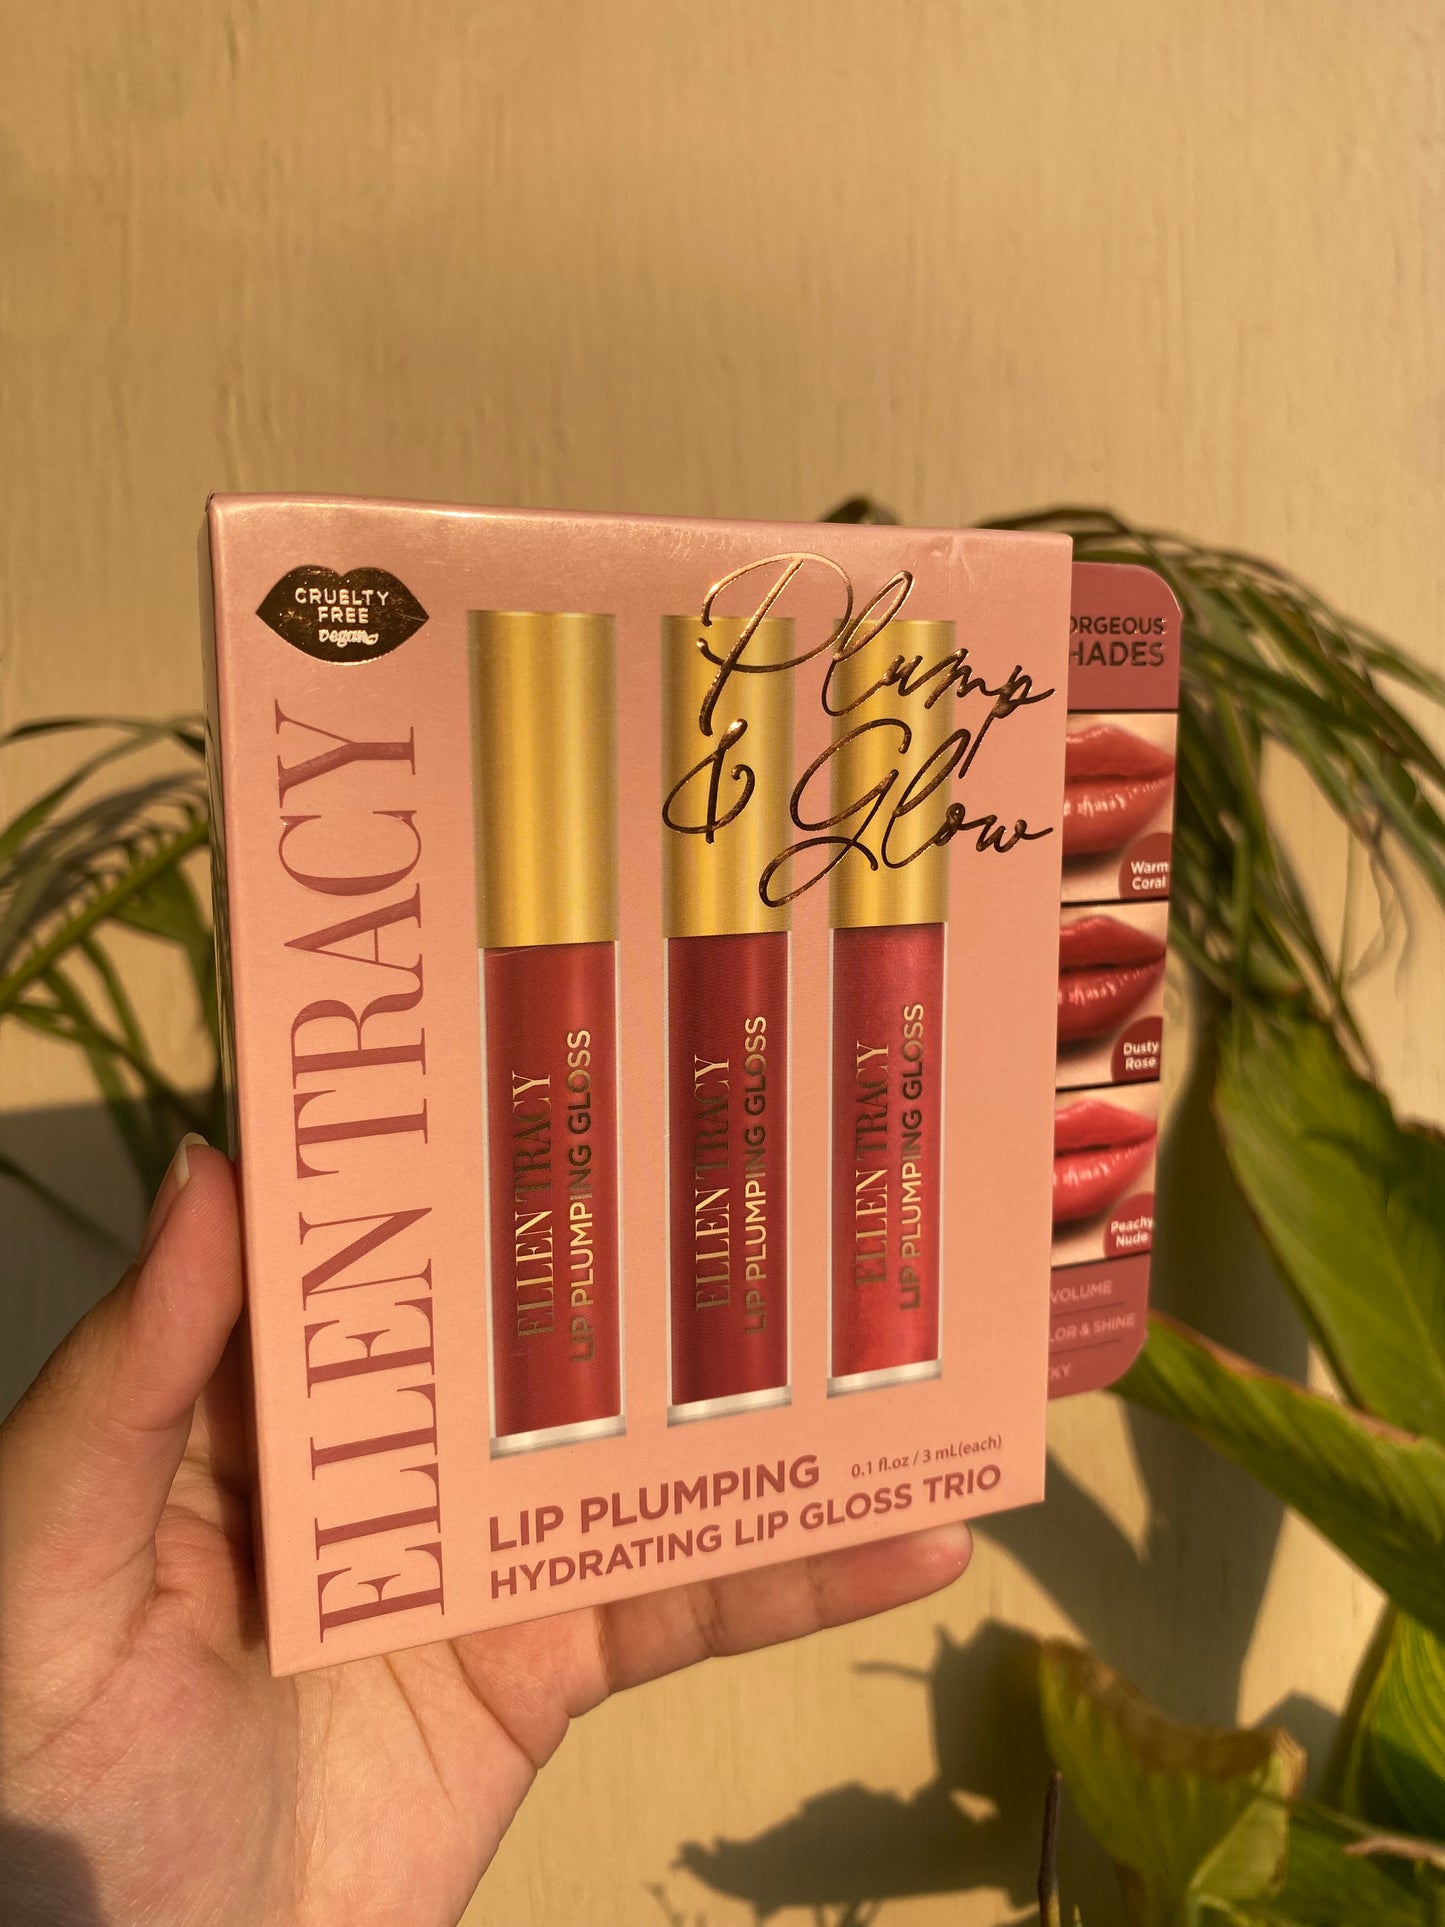 CRUELTY
FREE
vegan
Plump
& Glow
ELLEN TRACY
ELLEN TRACY
LIP PLUMPING GLOSS
ELLEN TRACY
LIP PLUMPING GLOSS
ELLEN TRACY
LIP PLUMPING GLOSS
LIP PLUMPING
0.1 fl.oz / 3 mL(each)
HYDRATING LIP GLOSS TRIO
ORGEOUS
HADES
Warm
Coral
Dusty
Rose
Peachy
Nude
VOLUME
LOR & SHINE
XY